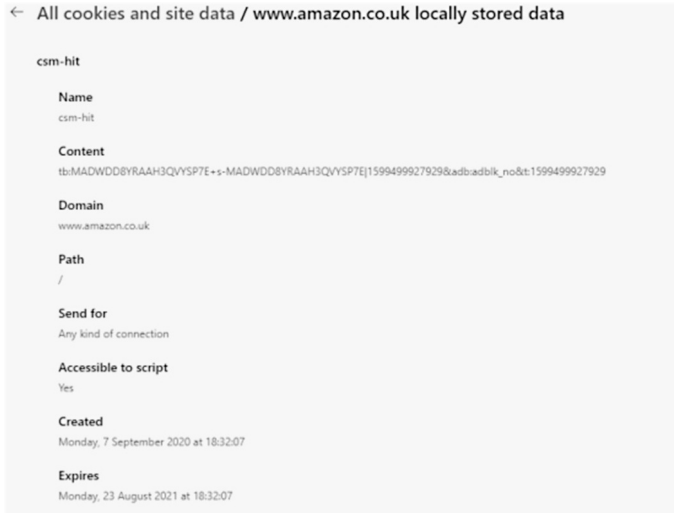 ← All cookies and site data / www.amazon.co.uk locally stored data
csm-hit
Name
csm-hit
Content
tb:MADWDD8YRAAH3QVYSP7E+s-MADWDD8YRAAH3QVYSP7E|1599499927929&adb:adblk_no&t:1599499927929
Domain
www.amazon.co.uk
Path
/
Send for
Any kind of connection
Accessible to script
Yes
Created
Monday, 7 September 2020 at 18:32:07
Expires
Monday, 23 August 2021 at 18:32:07